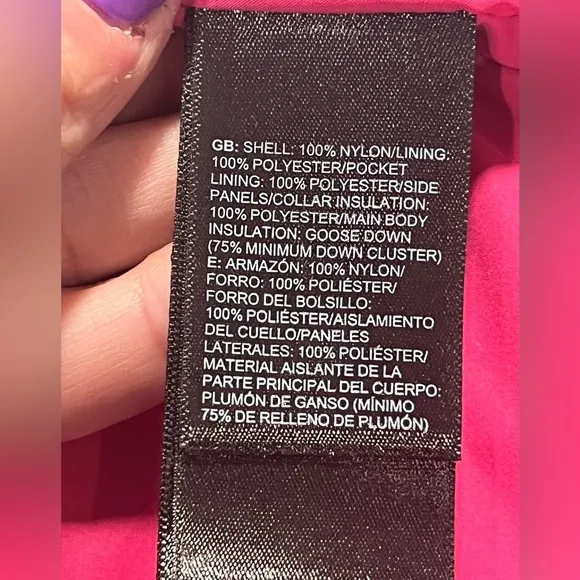 GB: SHELL: 100% NYLON/LINING:
100% POLYESTER/POCKET
LINING: 100% POLYESTER/SIDE
PANELS/COLLAR INSULATION:
100% POLYESTER/MAIN BODY
INSULATION: GOOSE DOWN
(75% MINIMUM DOWN CLUSTER)
E: ARMAZÓN: 100% NYLON/
FORRO: 100% POLIÉSTER/
FORRO DEL BOLSILLO:
100% POLIÉSTER/AISLAMIENTO
DEL CUELLO/PANELES
LATERALES: 100% POLIÉSTER/
MATERIAL AISLANTE DE LA
PARTE PRINCIPAL DEL CUERPO:
PLUMÓN DE GANSO (MÍNIMO
75% DE RELLENO DE PLUMÓN)